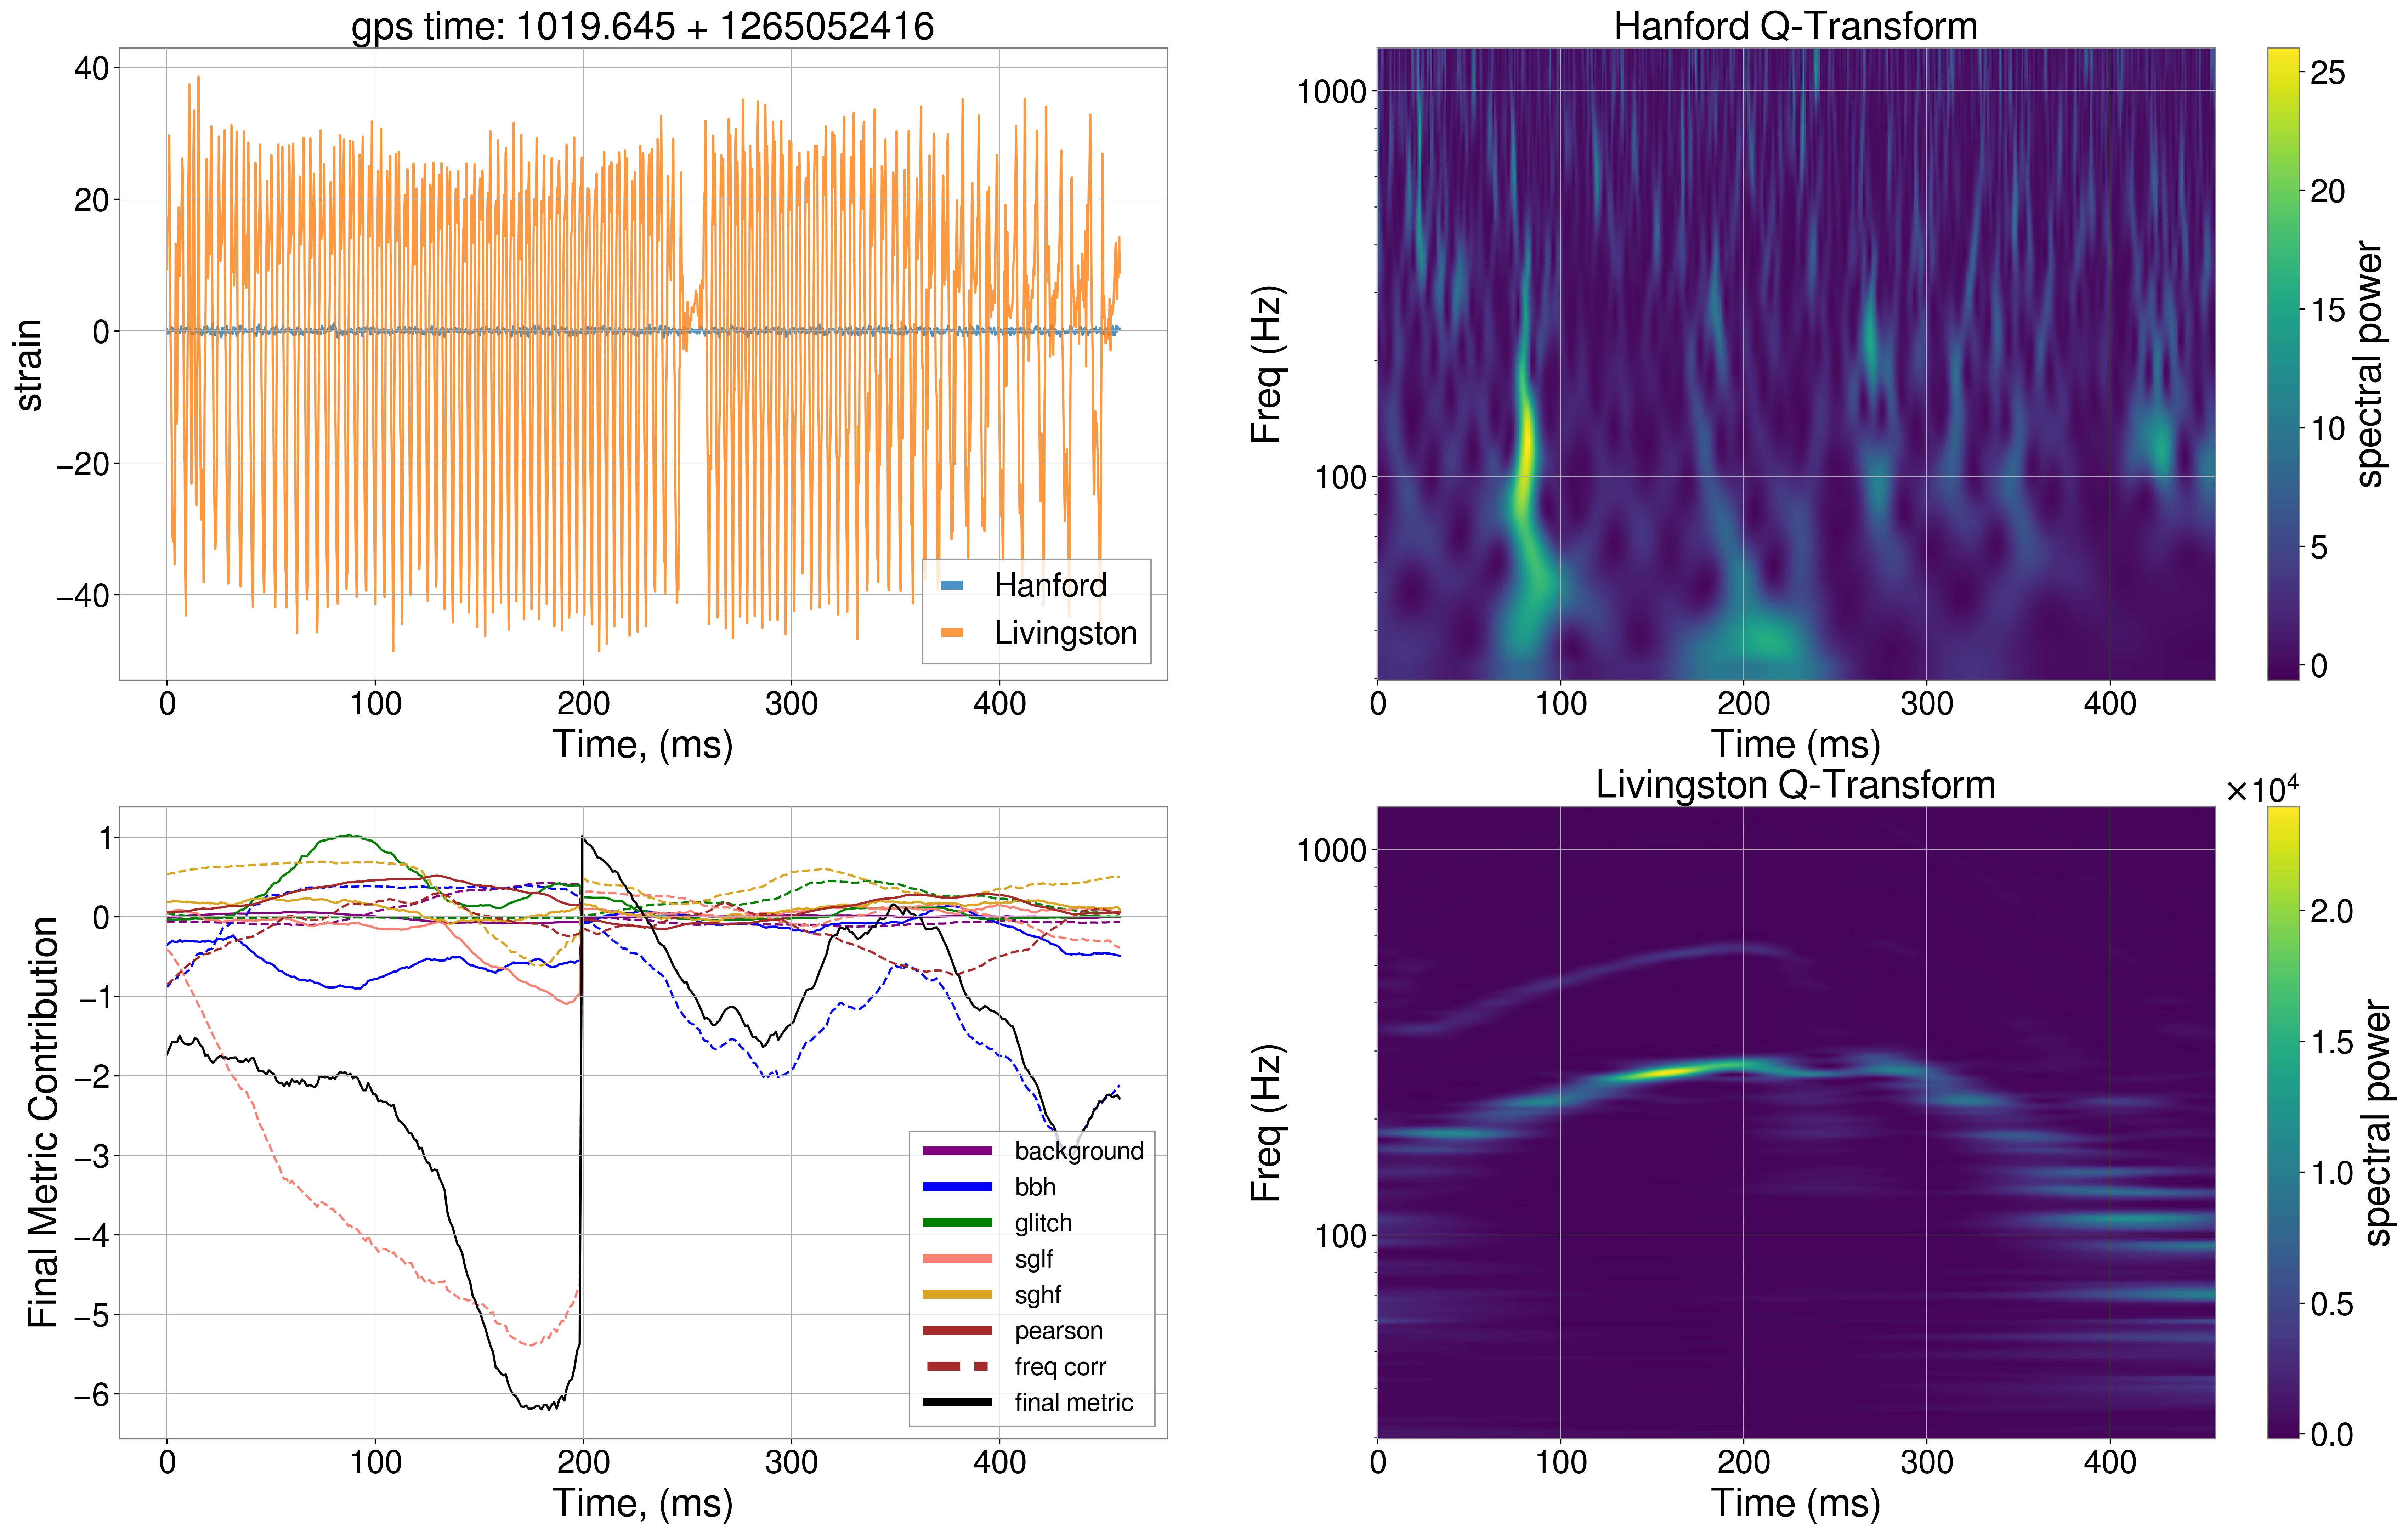 gps time: 1019.645 + 1265052416
strain
40
20
0
−20
−40
Hanford
Livingston
0 100 200 300 400
Time, (ms)
Hanford Q-Transform
Freq (Hz)
1000
100
0 100 200 300 400
Time (ms)
25
20
15
10
5
0
spectral power
Final Metric Contribution
1
0
−1
−2
−3
−4
−5
−6
background
bbh
glitch
sglf
sghf
pearson
freq corr
final metric
0 100 200 300 400
Time, (ms)
Livingston Q-Transform
Freq (Hz)
1000
100
0 100 200 300 400
Time (ms)
×10⁴
2.0
1.5
1.0
0.5
0.0
spectral power